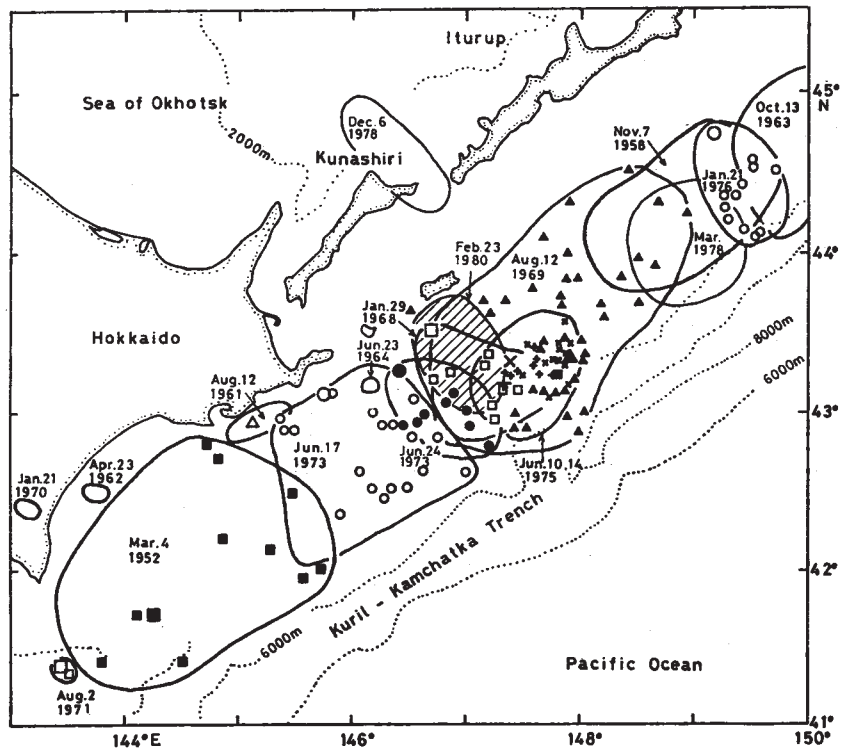 Iturup
Sea of Okhotsk
2000m
Dec. 6
1978
Kunashiri
Nov. 7
1958
Oct. 13
1963
45°
N
Jan. 21
1976
Mar.
1978
44°
Feb. 23
1980
Aug. 12
1969
Jan. 29
1968
Jun. 23
1964
Hokkaido
8000m
6000m
Aug. 12
1961
43°
Jun. 17
1973
Jun. 24
1973
Jun. 10, 14
1975
Jan. 21
1970
Apr. 23
1962
Mar. 4
1952
Kuril - Kamchatka Trench
42°
6000m
Pacific Ocean
Aug. 2
1971
41°
144°E
146°
148°
150°